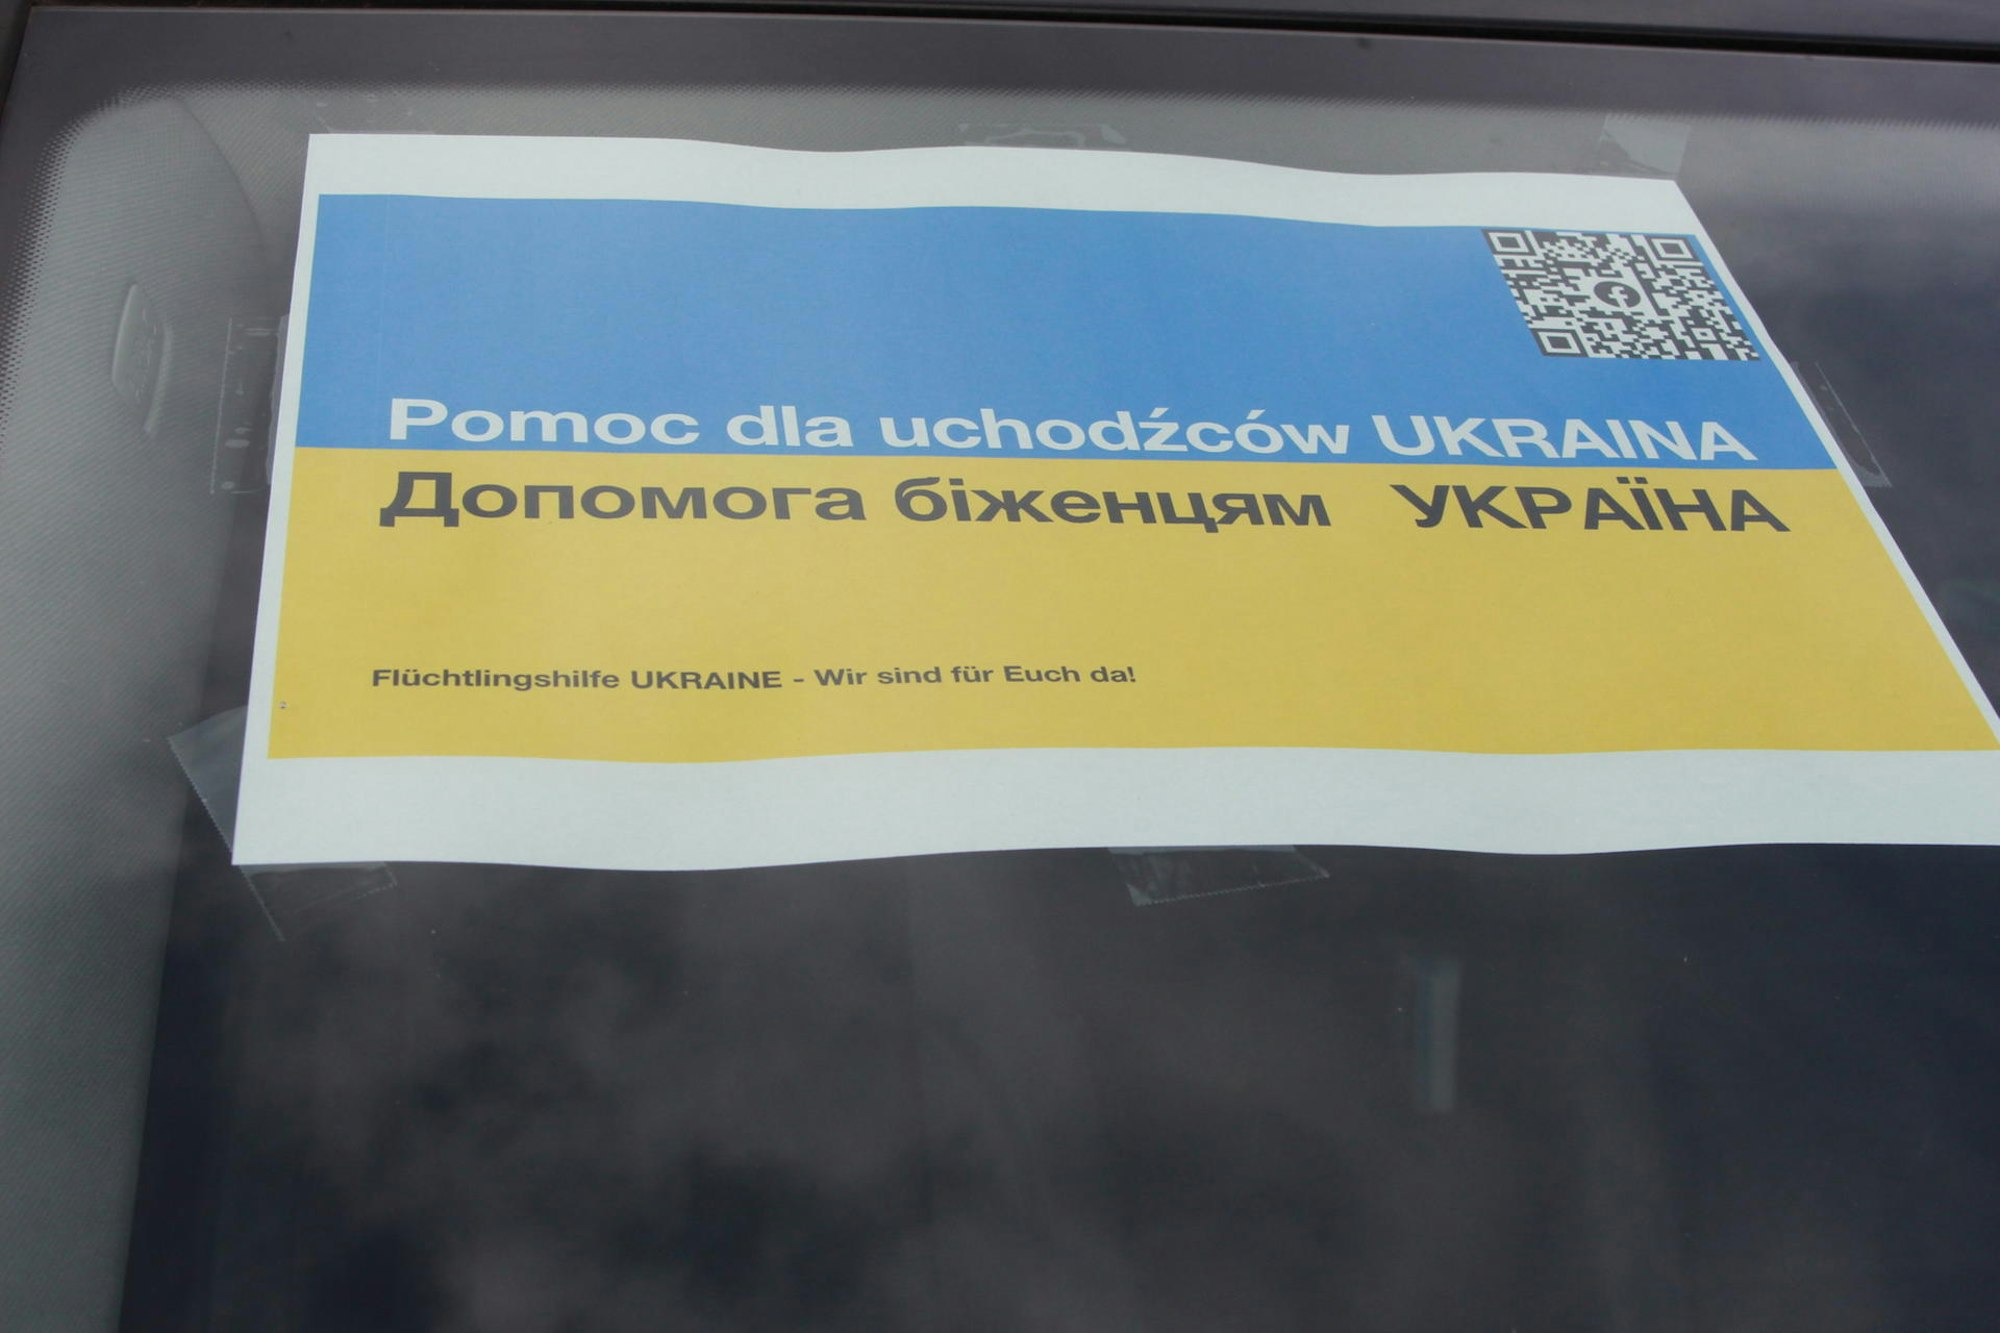 Pomoc dla uchodźców UKRAINA
Допомога біженцям УКРАЇНА
Flüchtlingshilfe UKRAINE - Wir sind für Euch da!